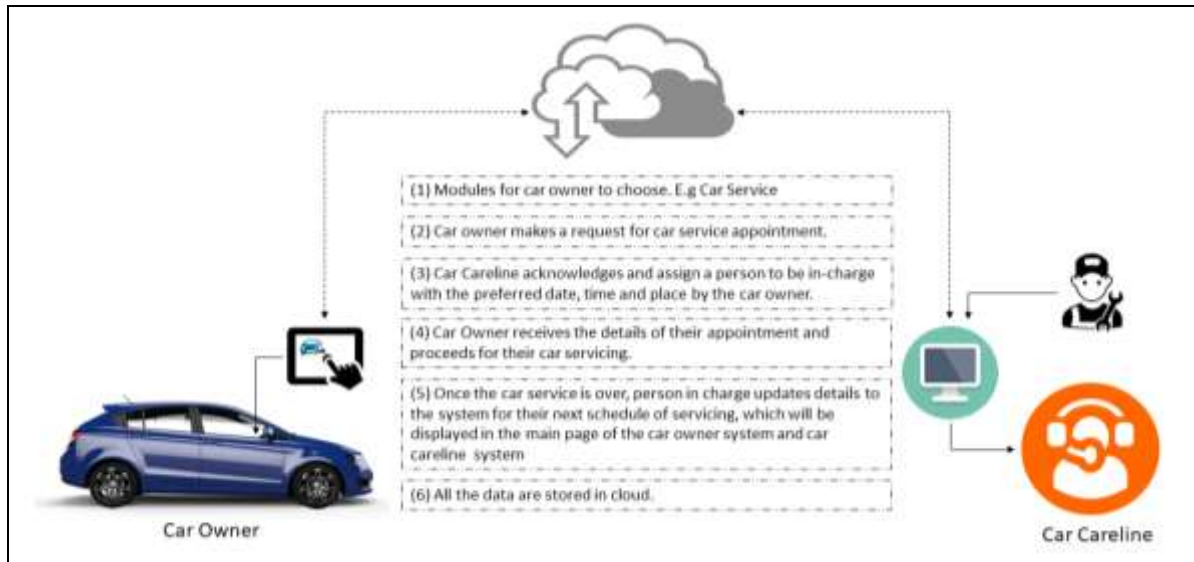 (1) Modules for car owner to choose. E.g Car Service
(2) Car owner makes a request for car service appointment.
(3) Car Careline acknowledges and assign a person to be in-charge
with the preferred date, time and place by the car owner.
(4) Car Owner receives the details of their appointment and
proceeds for their car servicing.
(5) Once the car service is over, person in charge updates details to
the system for their next schedule of servicing, which will be
displayed in the main page of the car owner system and car
careline system
(6) All the data are stored in cloud.
Car Owner
Car Careline